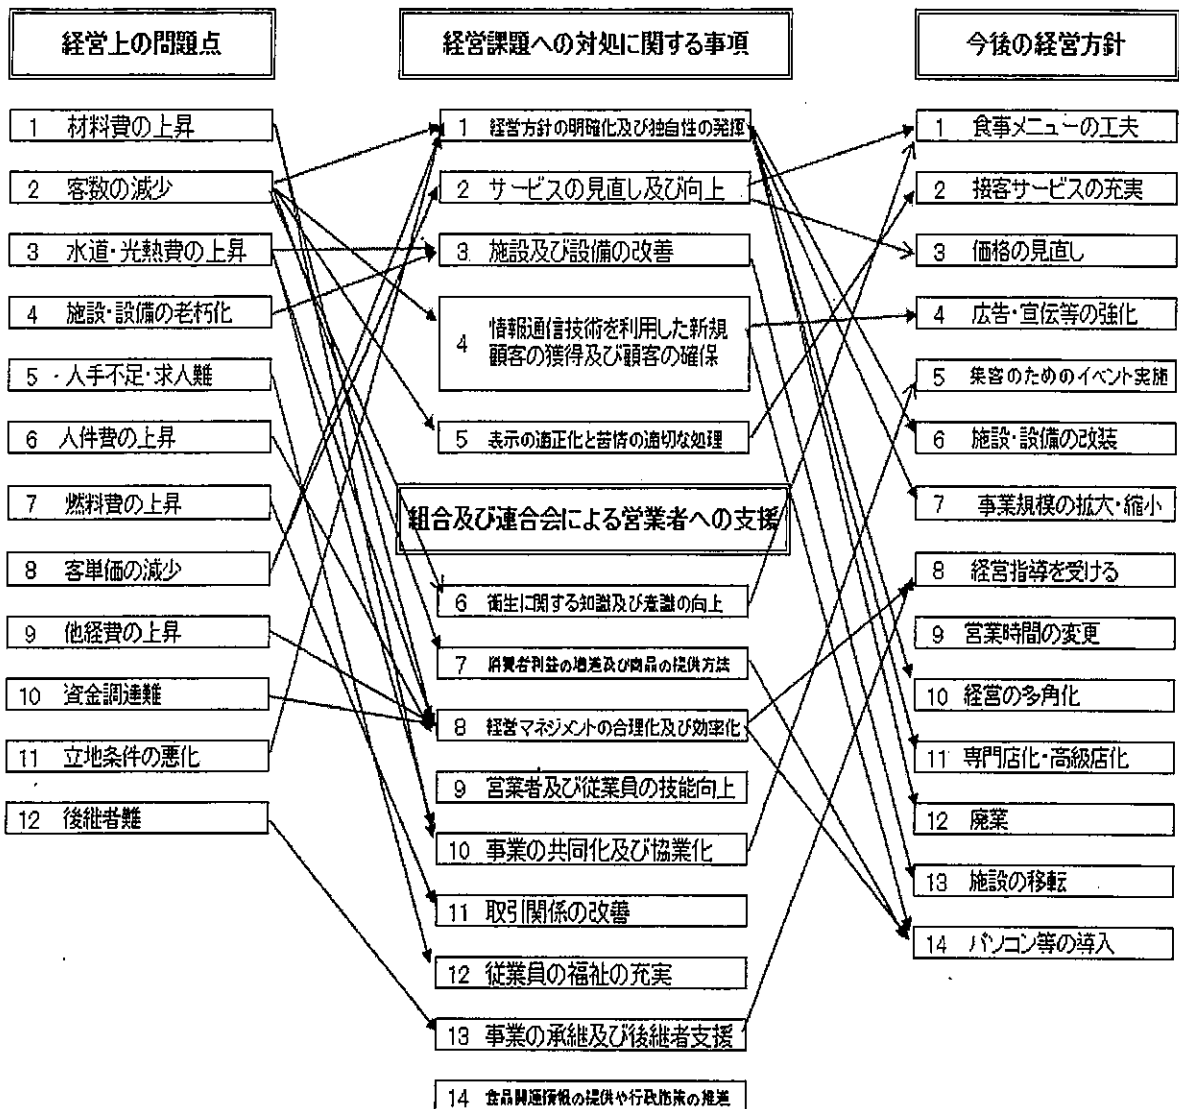 経営上の問題点
1 材料費の上昇
2 客数の減少
3 水道・光熱費の上昇
4 施設・設備の老朽化
5 ・人手不足・求人難
6 人件費の上昇
7 燃料費の上昇
8 客単価の減少
9 他経費の上昇
10 資金調達難
11 立地条件の悪化
12 後継者難
経営課題への対処に関する事項
1 経営方針の明確化及び独自性の発揮
2 サービスの見直し及び向上
3 施設及び設備の改善
4 情報通信技術を利用した新規
顧客の獲得及び顧客の確保
5 表示の適正化と苦情の適切な処理
組合及び連合会による営業者への支援
6 衛生に関する知識及び意識の向上
7 消費者利益の増進及び商品の提供方法
8 経営マネジメントの合理化及び効率化
9 営業者及び従業員の技能向上
10 事業の共同化及び協業化
11 取引関係の改善
12 従業員の福祉の充実
13 事業の承継及び後継者支援
14 食品関連情報の提供や行政施策の推進
今後の経営方針
1 食事メニューの工夫
2 接客サービスの充実
3 価格の見直し
4 広告・宣伝等の強化
5 集客のためのイベント実施
6 施設・設備の改装
7 事業規模の拡大・縮小
8 経営指導を受ける
9 営業時間の変更
10 経営の多角化
11 専門店化・高級店化
12 廃業
13 施設の移転
14 パソコン等の導入